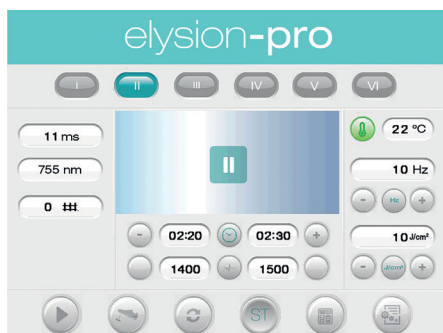 elysion-pro
I II III IV V VI
11 ms
755 nm
0
22 ºC
10 Hz
- Hz +
10 J/cm²
- J/cm² +
- 02:20 02:30 +
1400 1500
ST